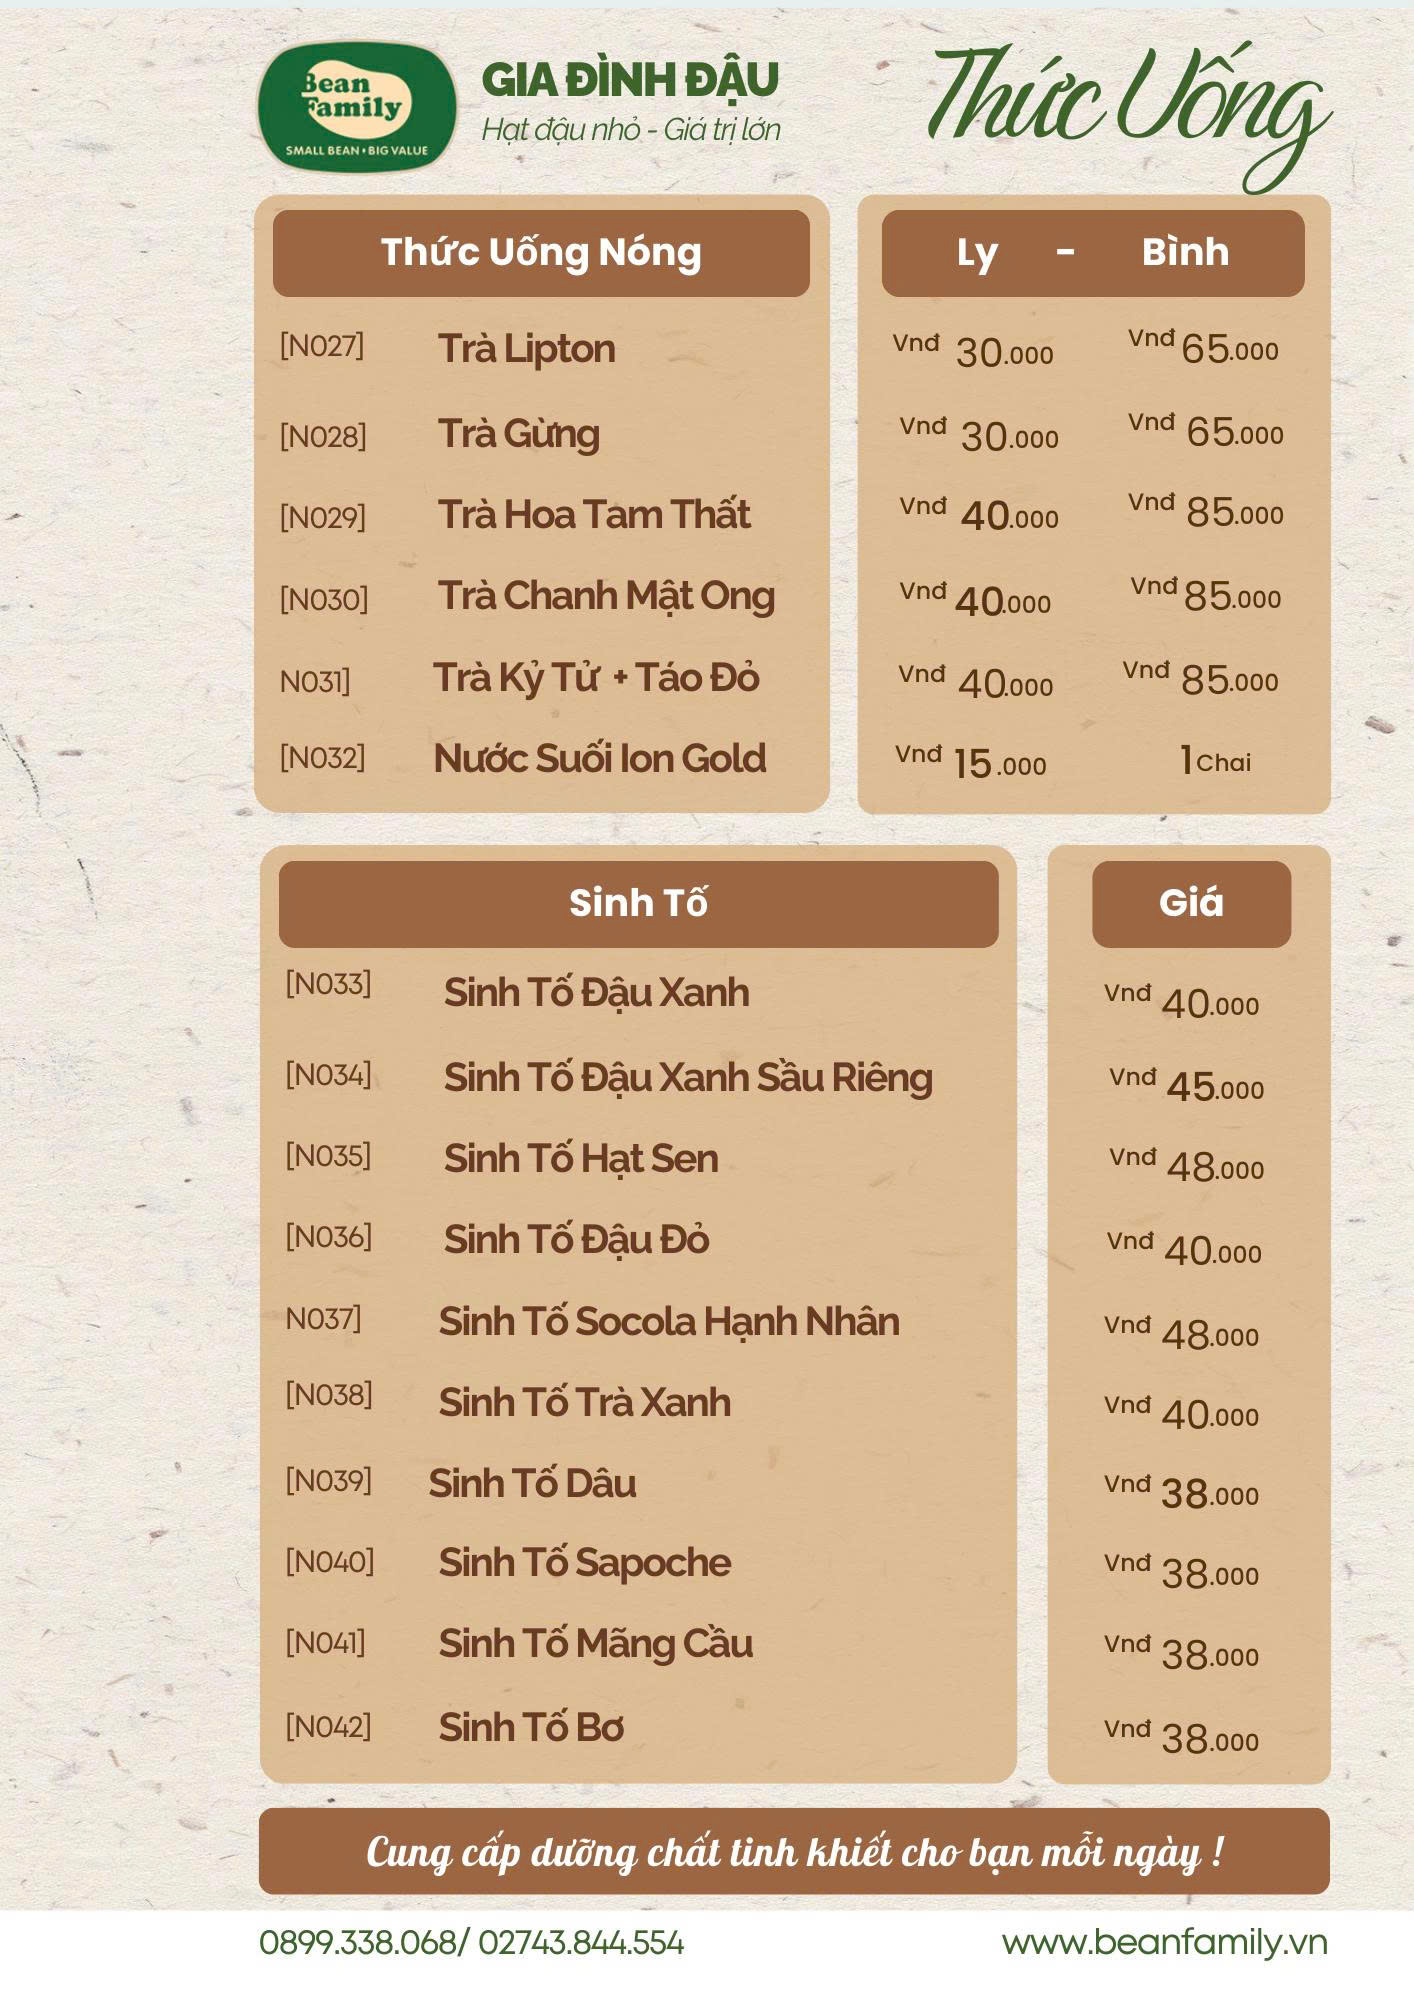 Bean
Family
SMALL BEAN • BIG VALUE
GIA ĐÌNH ĐẬU
Hạt đậu nhỏ - Giá trị lớn
Thức Uống
Thức Uống Nóng
Ly - Bình
[N027] Trà Lipton Vnđ 30.000 Vnđ 65.000
[N028] Trà Gừng Vnđ 30.000 Vnđ 65.000
[N029] Trà Hoa Tam Thất Vnđ 40.000 Vnđ 85.000
[N030] Trà Chanh Mật Ong Vnđ 40.000 Vnđ 85.000
N031] Trà Kỷ Tử + Táo Đỏ Vnđ 40.000 Vnđ 85.000
[N032] Nước Suối Ion Gold Vnđ 15.000 1 Chai
Sinh Tố Giá
[N033] Sinh Tố Đậu Xanh Vnđ 40.000
[N034] Sinh Tố Đậu Xanh Sầu Riêng Vnđ 45.000
[N035] Sinh Tố Hạt Sen Vnđ 48.000
[N036] Sinh Tố Đậu Đỏ Vnđ 40.000
N037] Sinh Tố Socola Hạnh Nhân Vnđ 48.000
[N038] Sinh Tố Trà Xanh Vnđ 40.000
[N039] Sinh Tố Dâu Vnđ 38.000
[N040] Sinh Tố Sapoche Vnđ 38.000
[N041] Sinh Tố Mãng Cầu Vnđ 38.000
[N042] Sinh Tố Bơ Vnđ 38.000
Cung cấp dưỡng chất tinh khiết cho bạn mỗi ngày !
0899.338.068/ 02743.844.554 www.beanfamily.vn